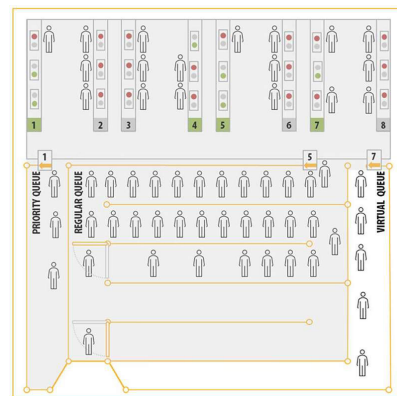 1 2 3 4 5 6 7 8
1 5 7
PRIORITY QUEUE
REGULAR QUEUE
VIRTUAL QUEUE